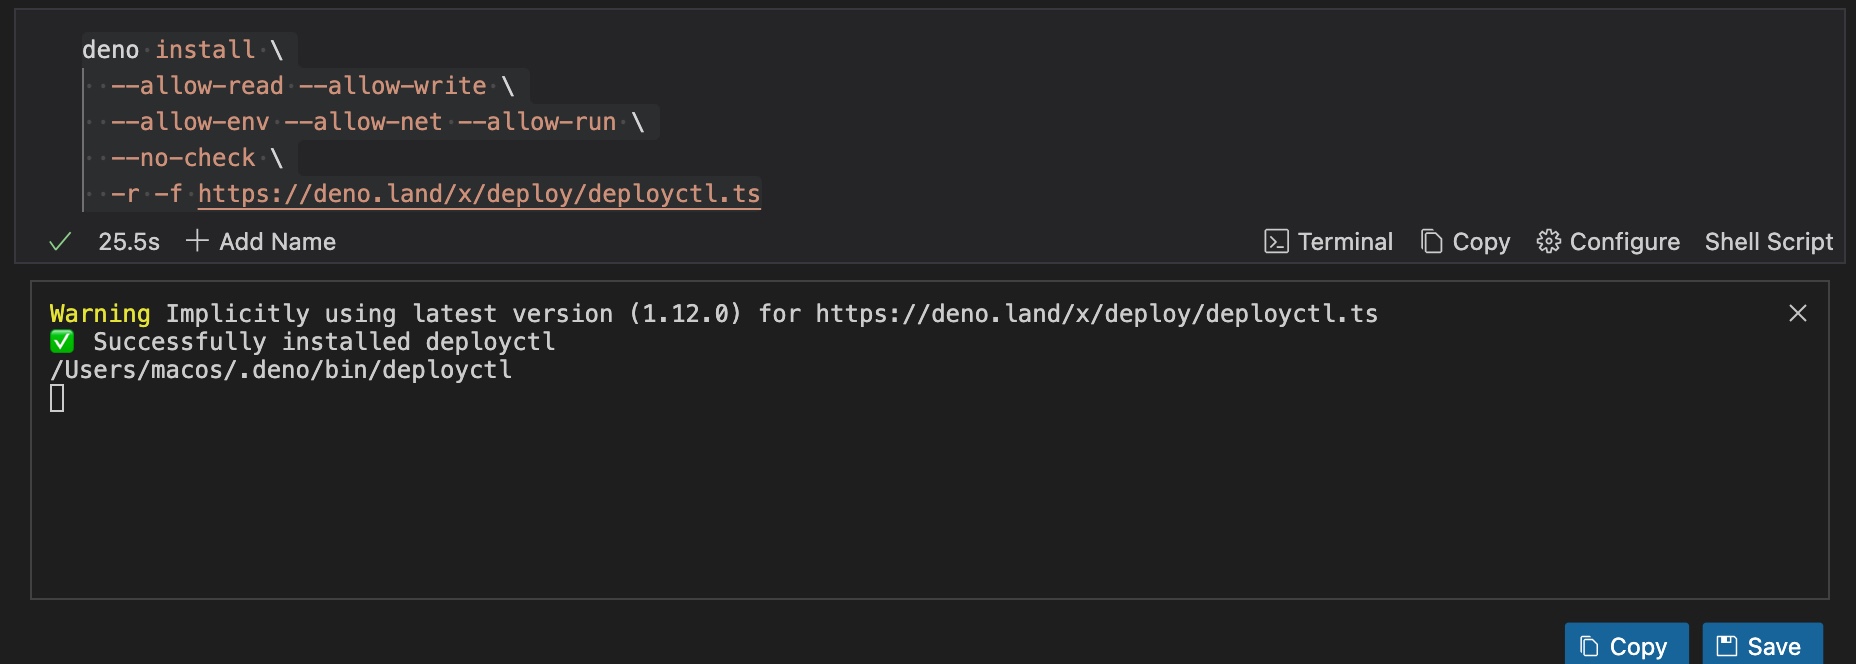 deno install \
--allow-read --allow-write \
--allow-env --allow-net --allow-run \
--no-check \
-r -f https://deno.land/x/deploy/deployctl.ts
25.5s Add Name Terminal Copy Configure Shell Script
Warning Implicitly using latest version (1.12.0) for https://deno.land/x/deploy/deployctl.ts
✅ Successfully installed deployctl
/Users/macos/.deno/bin/deployctl
Copy Save